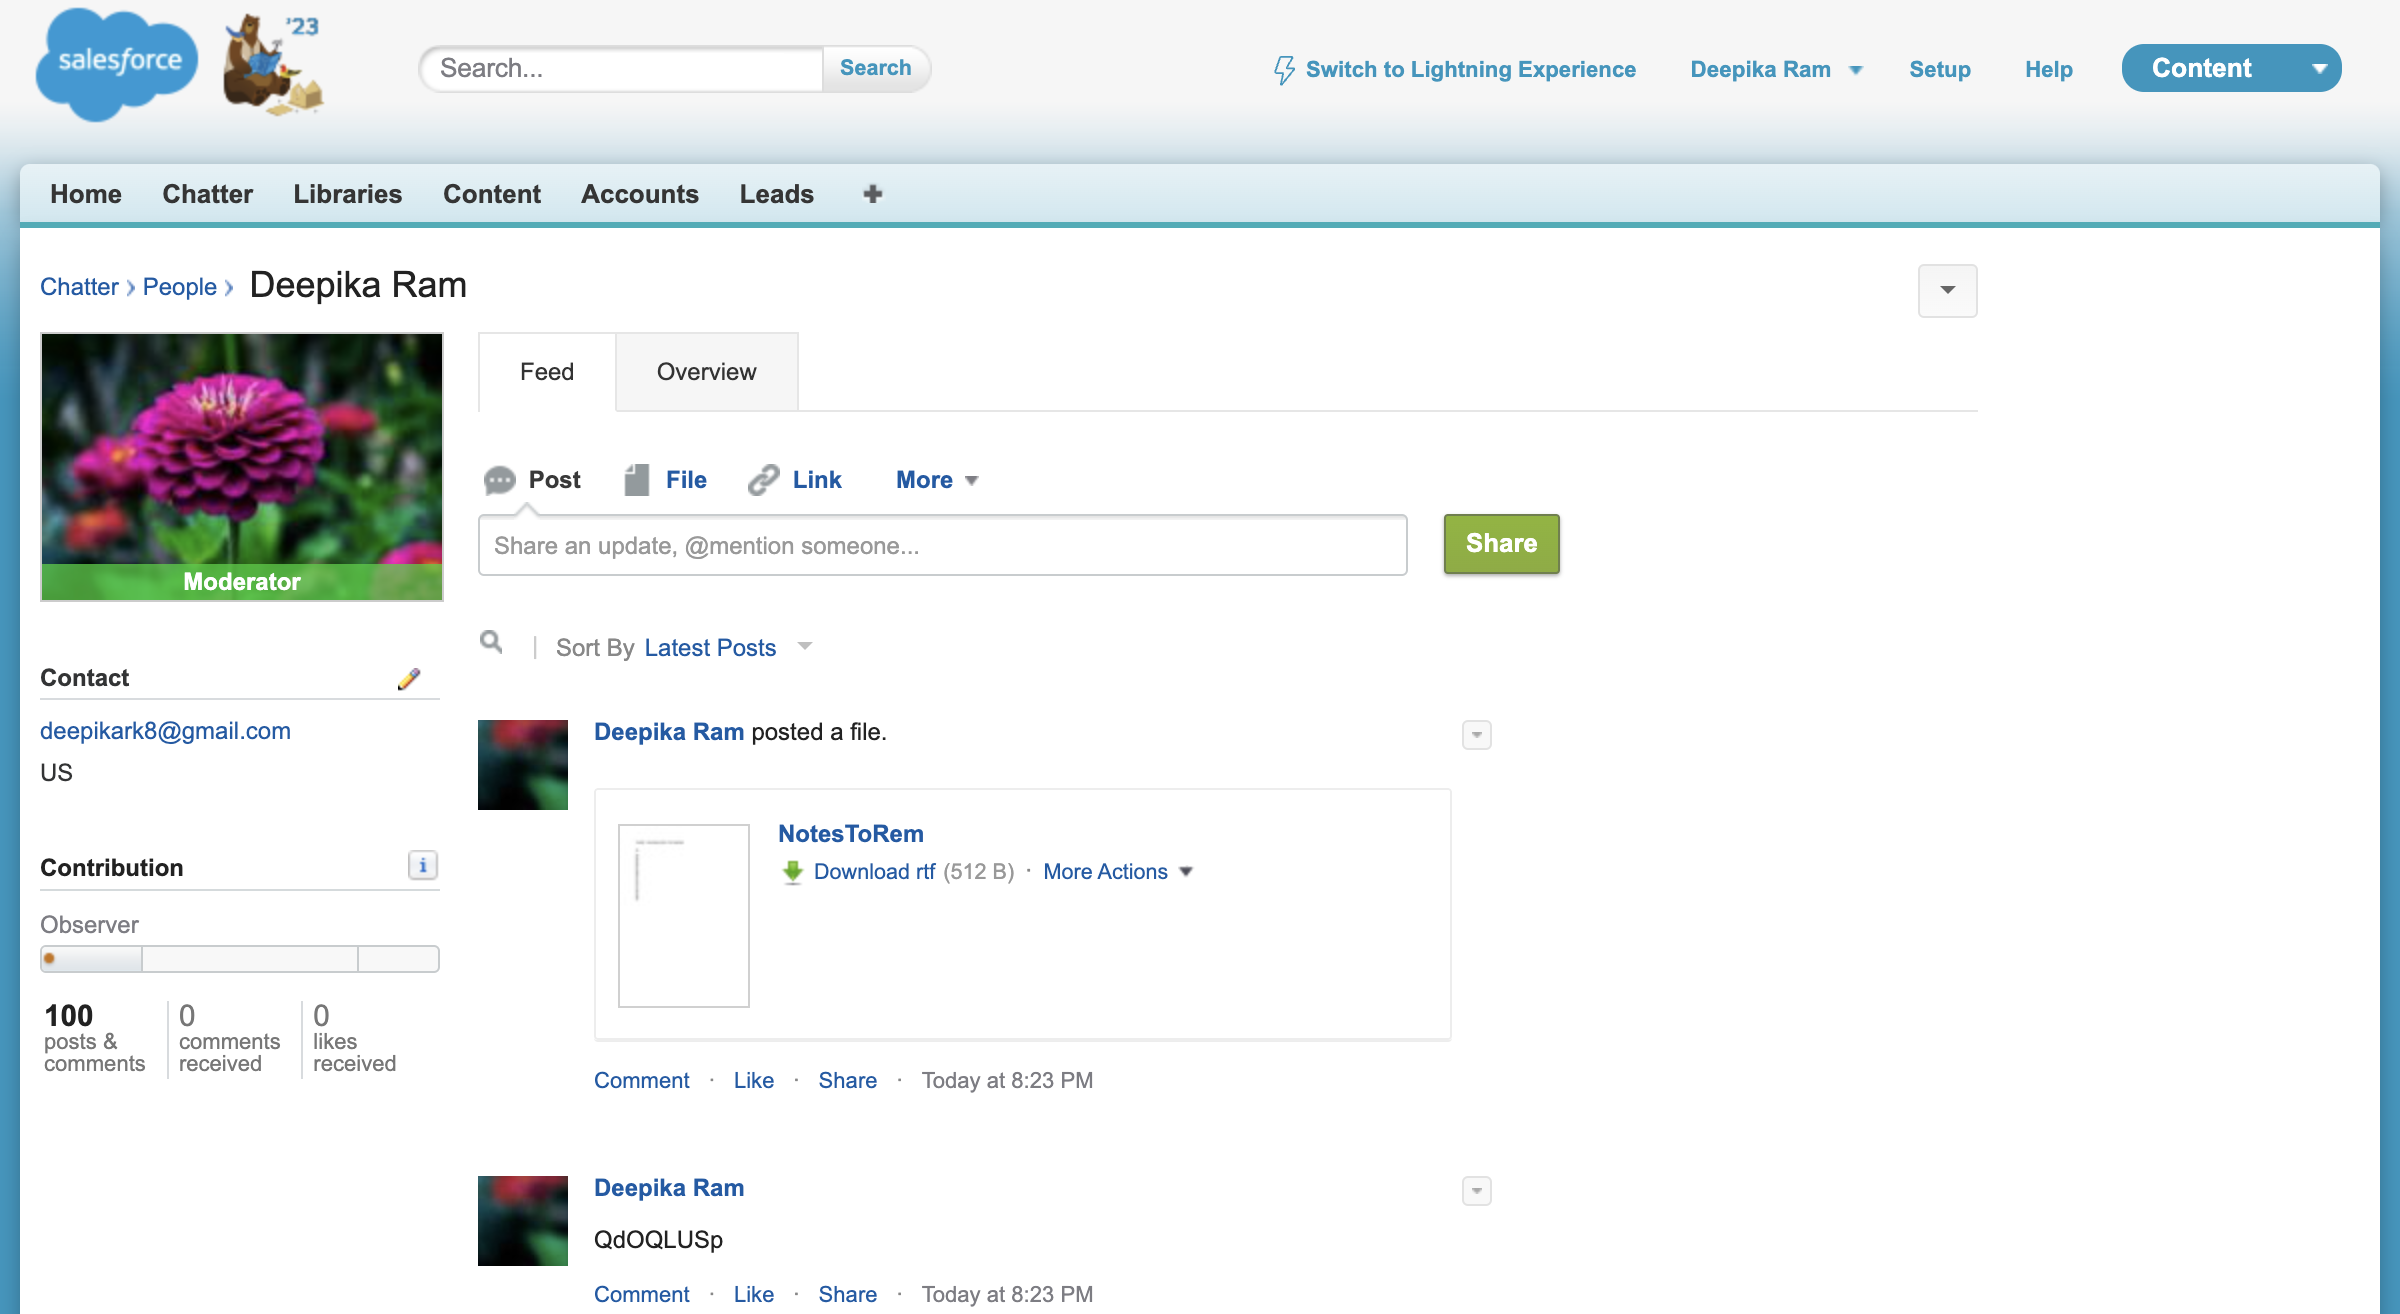 salesforce
'23
Search...
Search
Switch to Lightning Experience
Deepika Ram
Setup
Help
Content
Home
Chatter
Libraries
Content
Accounts
Leads
Chatter
People
Deepika Ram
Moderator
Contact
deepikark8@gmail.com
US
Contribution
Observer
100
posts &
comments
0
comments
received
0
likes
received
Feed
Overview
Post
File
Link
More
Share an update, @mention someone...
Share
Sort By Latest Posts
Deepika Ram posted a file.
NotesToRem
Download rtf (512 B) · More Actions
Comment · Like · Share · Today at 8:23 PM
Deepika Ram
QdOQLUSp
Comment · Like · Share · Today at 8:23 PM